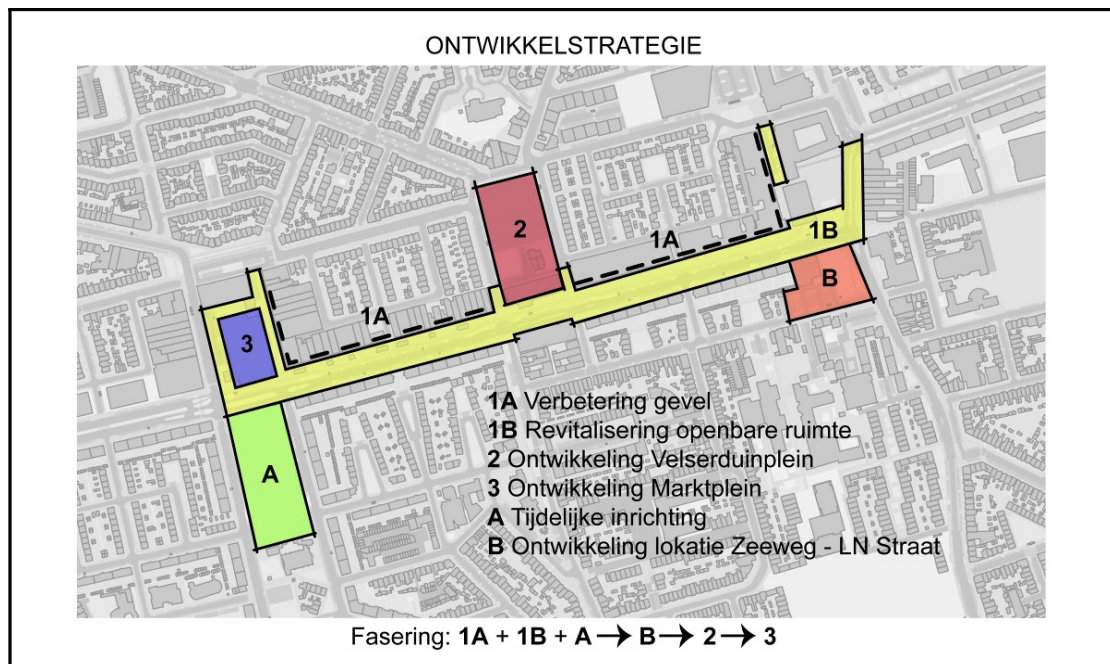 ONTWIKKELSTRATEGIE
1A
1B
2
1A
B
3
A
1A Verbetering gevel
1B Revitalisering openbare ruimte
2 Ontwikkeling Velserduinplein
3 Ontwikkeling Marktplein
A Tijdelijke inrichting
B Ontwikkeling lokatie Zeeweg - LN Straat
Fasering: 1A + 1B + A → B → 2 → 3